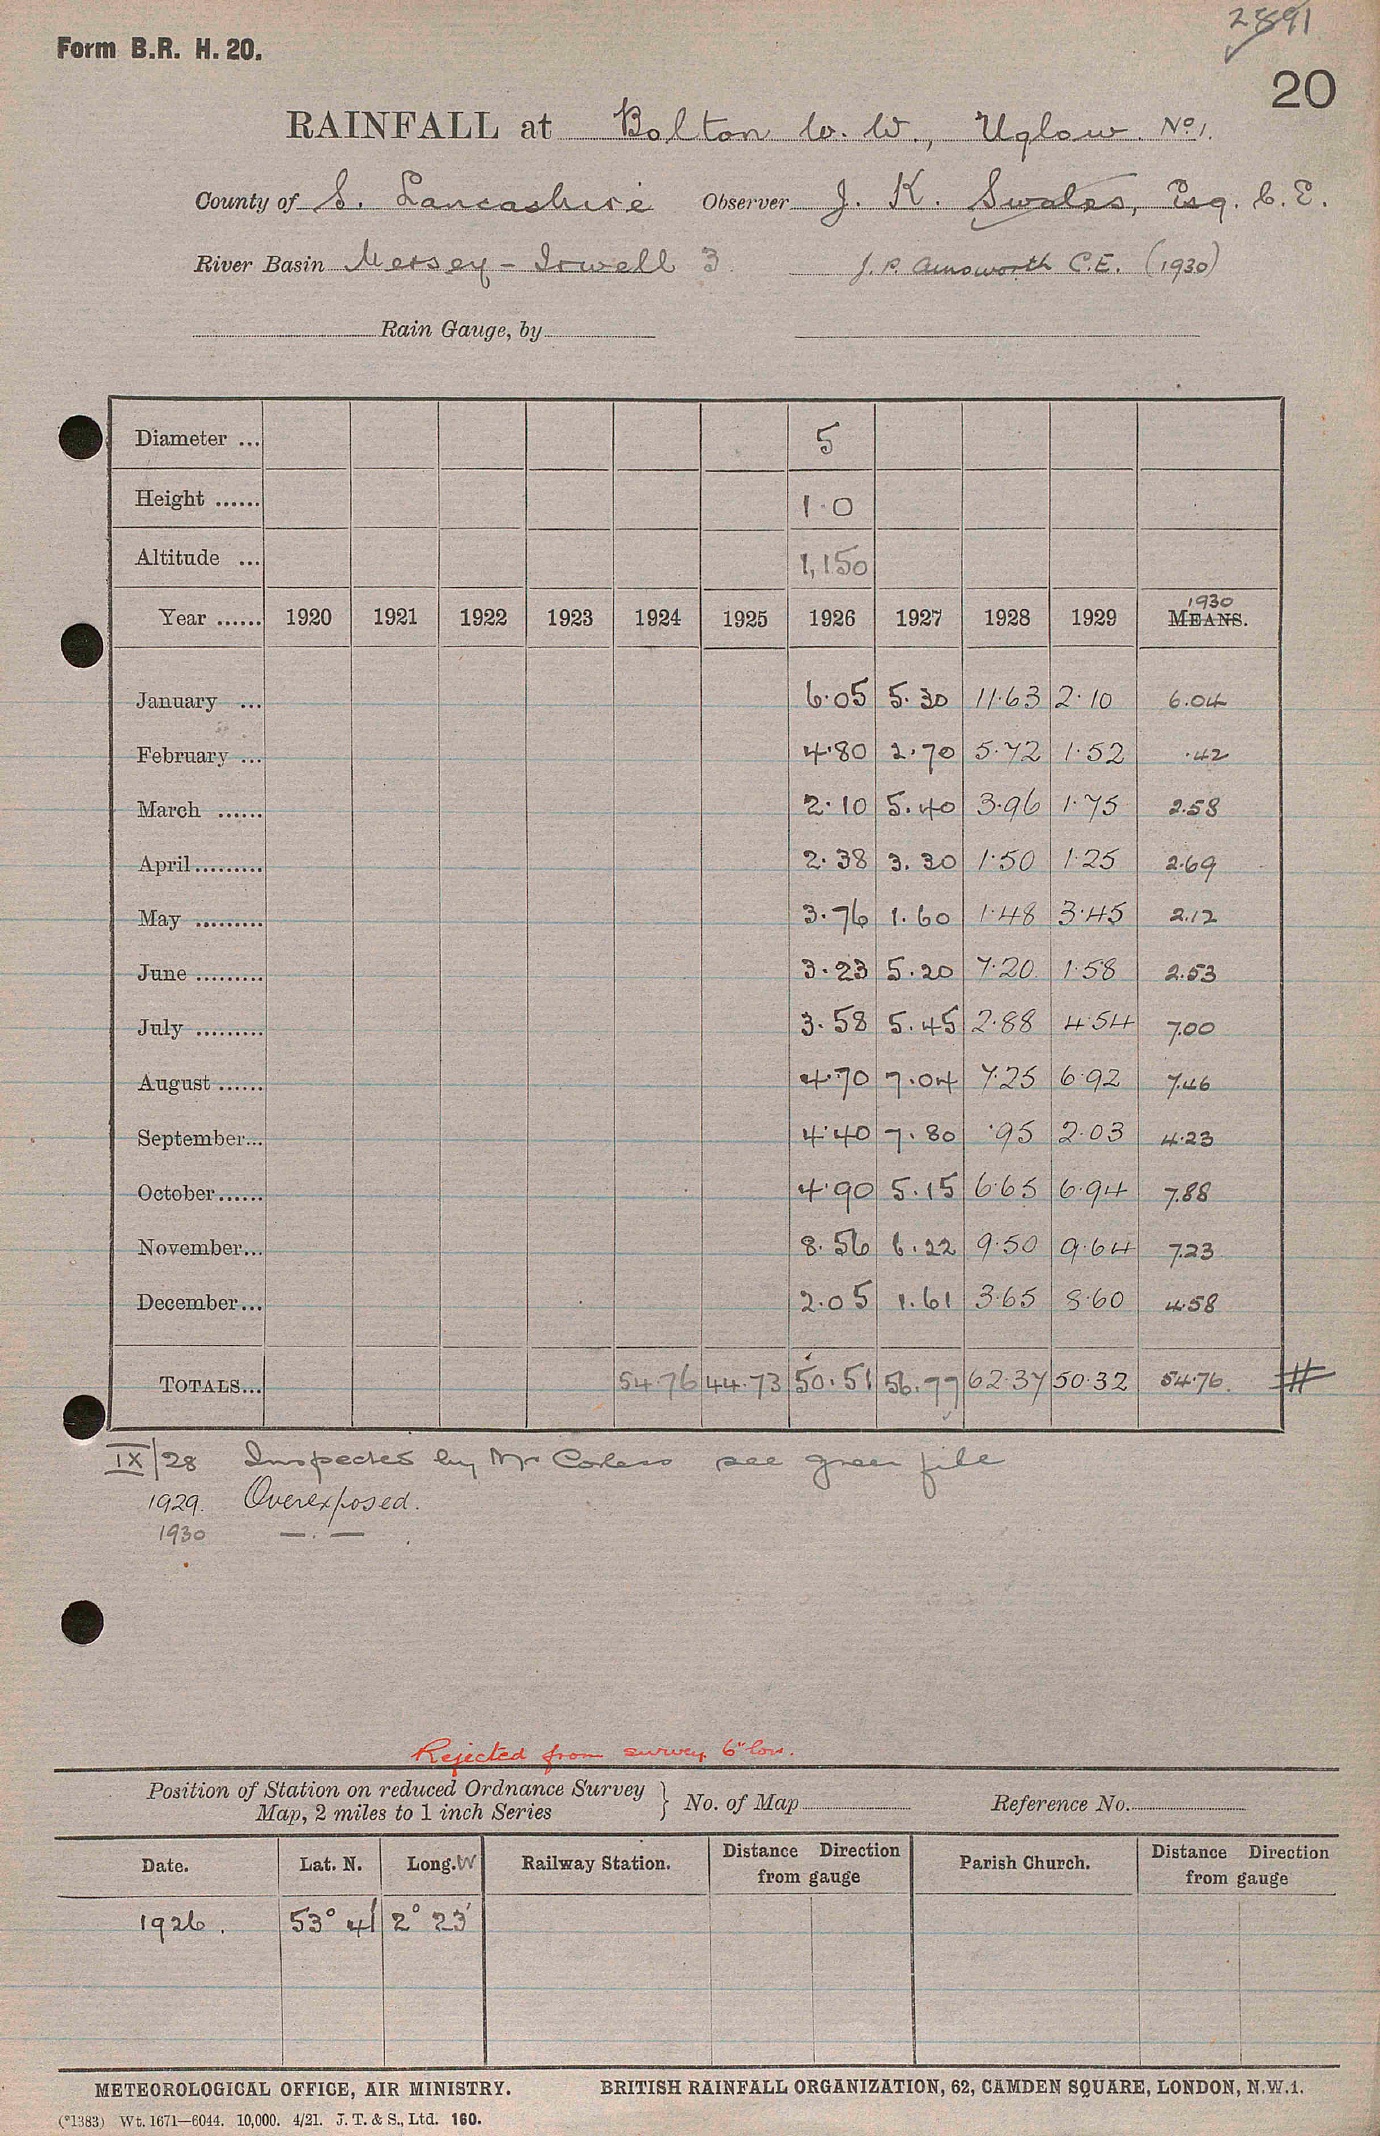 2891
Form B.R. H. 20.
20
RAINFALL at Bolton W. W., Uglow. No 1.
County of S. Lancashire Observer J. K. Swales, Esq. C. E.
River Basin Mersey - Irwell 3 J. P. Ainsworth C.E. (1930)
Rain Gauge, by
Diameter ... 5
Height ...... 1.0
Altitude ... 1,150
Year ...... 1920 1921 1922 1923 1924 1925 1926 1927 1928 1929 1930 MEANS.
January ... 6.05 5.30 11.63 2.10 6.04
February ... 4.80 2.70 5.72 1.52 .42
March ...... 2.10 5.40 3.96 1.75 2.58
April......... 2.38 3.30 1.50 1.25 2.69
May ......... 3.76 1.60 1.48 3.45 2.12
June ......... 3.23 5.20 7.20 1.58 2.53
July ......... 3.58 5.45 2.88 4.54 7.00
August ...... 4.70 7.04 7.25 6.92 7.46
September... 4.40 7.80 .95 2.03 4.23
October...... 4.90 5.15 6.65 6.94 7.88
November... 8.56 6.22 9.50 9.64 7.23
December... 2.05 1.61 3.65 8.60 4.58
TOTALS... 54.76 44.73 50.51 56.77 62.37 50.32 54.76 #
IX/28 Inspected by Mr Corless see green file
1929. Overexposed.
1930 — . —
Rejected from survey. 6" low.
Position of Station on reduced Ordnance Survey
Map, 2 miles to 1 inch Series } No. of Map Reference No.
Date. Lat. N. Long. W Railway Station. Distance Direction from gauge Parish Church. Distance Direction from gauge
1926. 53° 41 2° 23'
METEOROLOGICAL OFFICE, AIR MINISTRY. BRITISH RAINFALL ORGANIZATION, 62, CAMDEN SQUARE, LONDON, N.W.1.
(*1383) Wt. 1671—6044. 10,000. 4/21. J. T. & S., Ltd. 160.